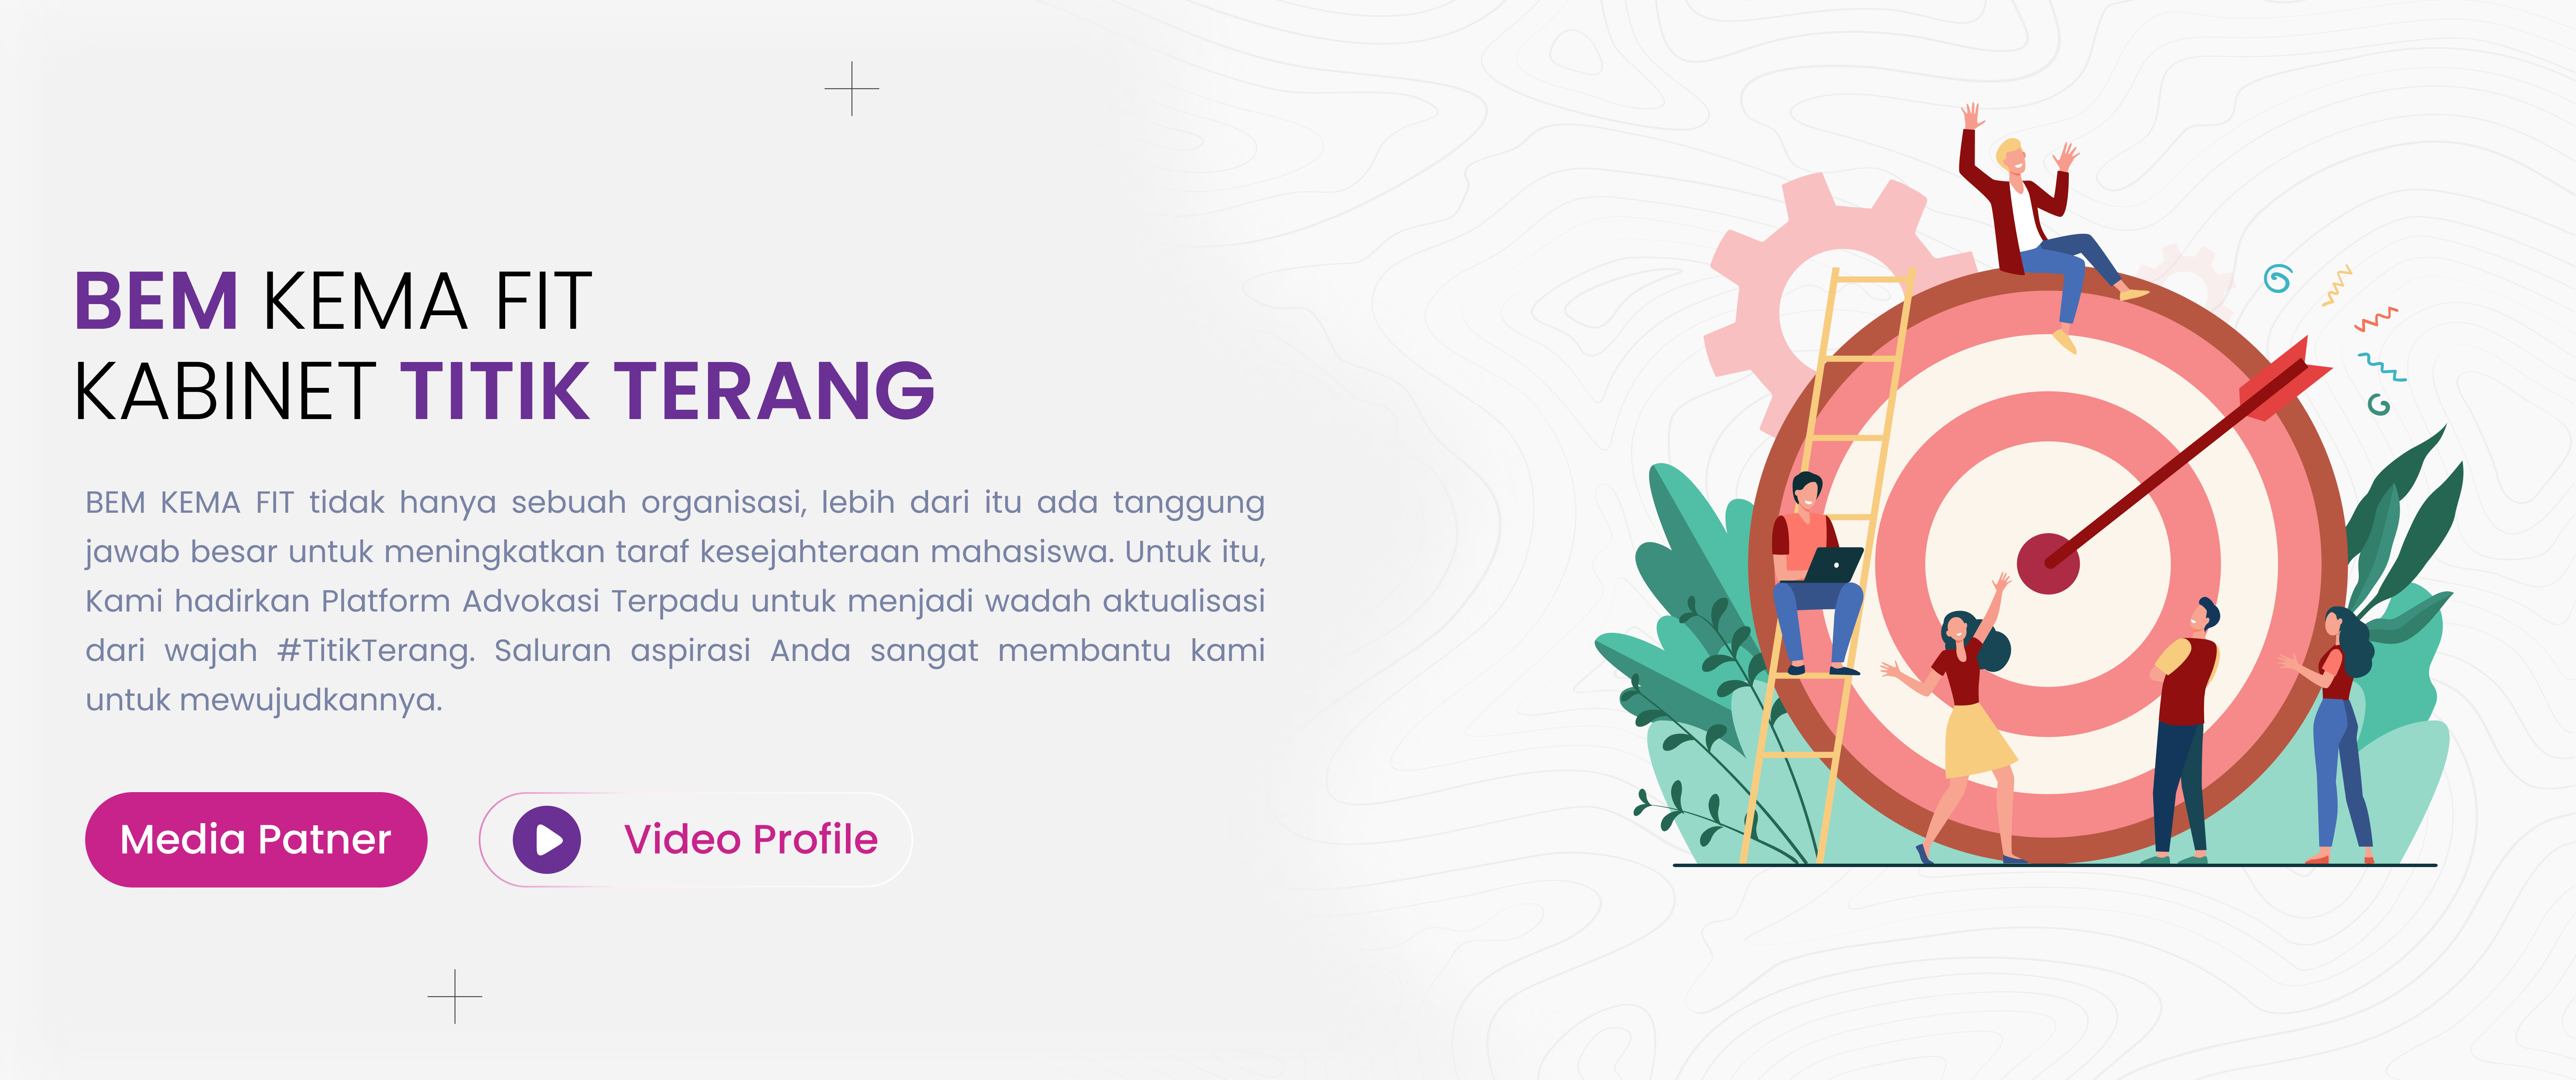 BEM KEMA FIT
KABINET TITIK TERANG
BEM KEMA FIT tidak hanya sebuah organisasi, lebih dari itu ada tanggung
jawab besar untuk meningkatkan taraf kesejahteraan mahasiswa. Untuk itu,
Kami hadirkan Platform Advokasi Terpadu untuk menjadi wadah aktualisasi
dari wajah #TitikTerang. Saluran aspirasi Anda sangat membantu kami
untuk mewujudkannya.
Media Patner
Video Profile